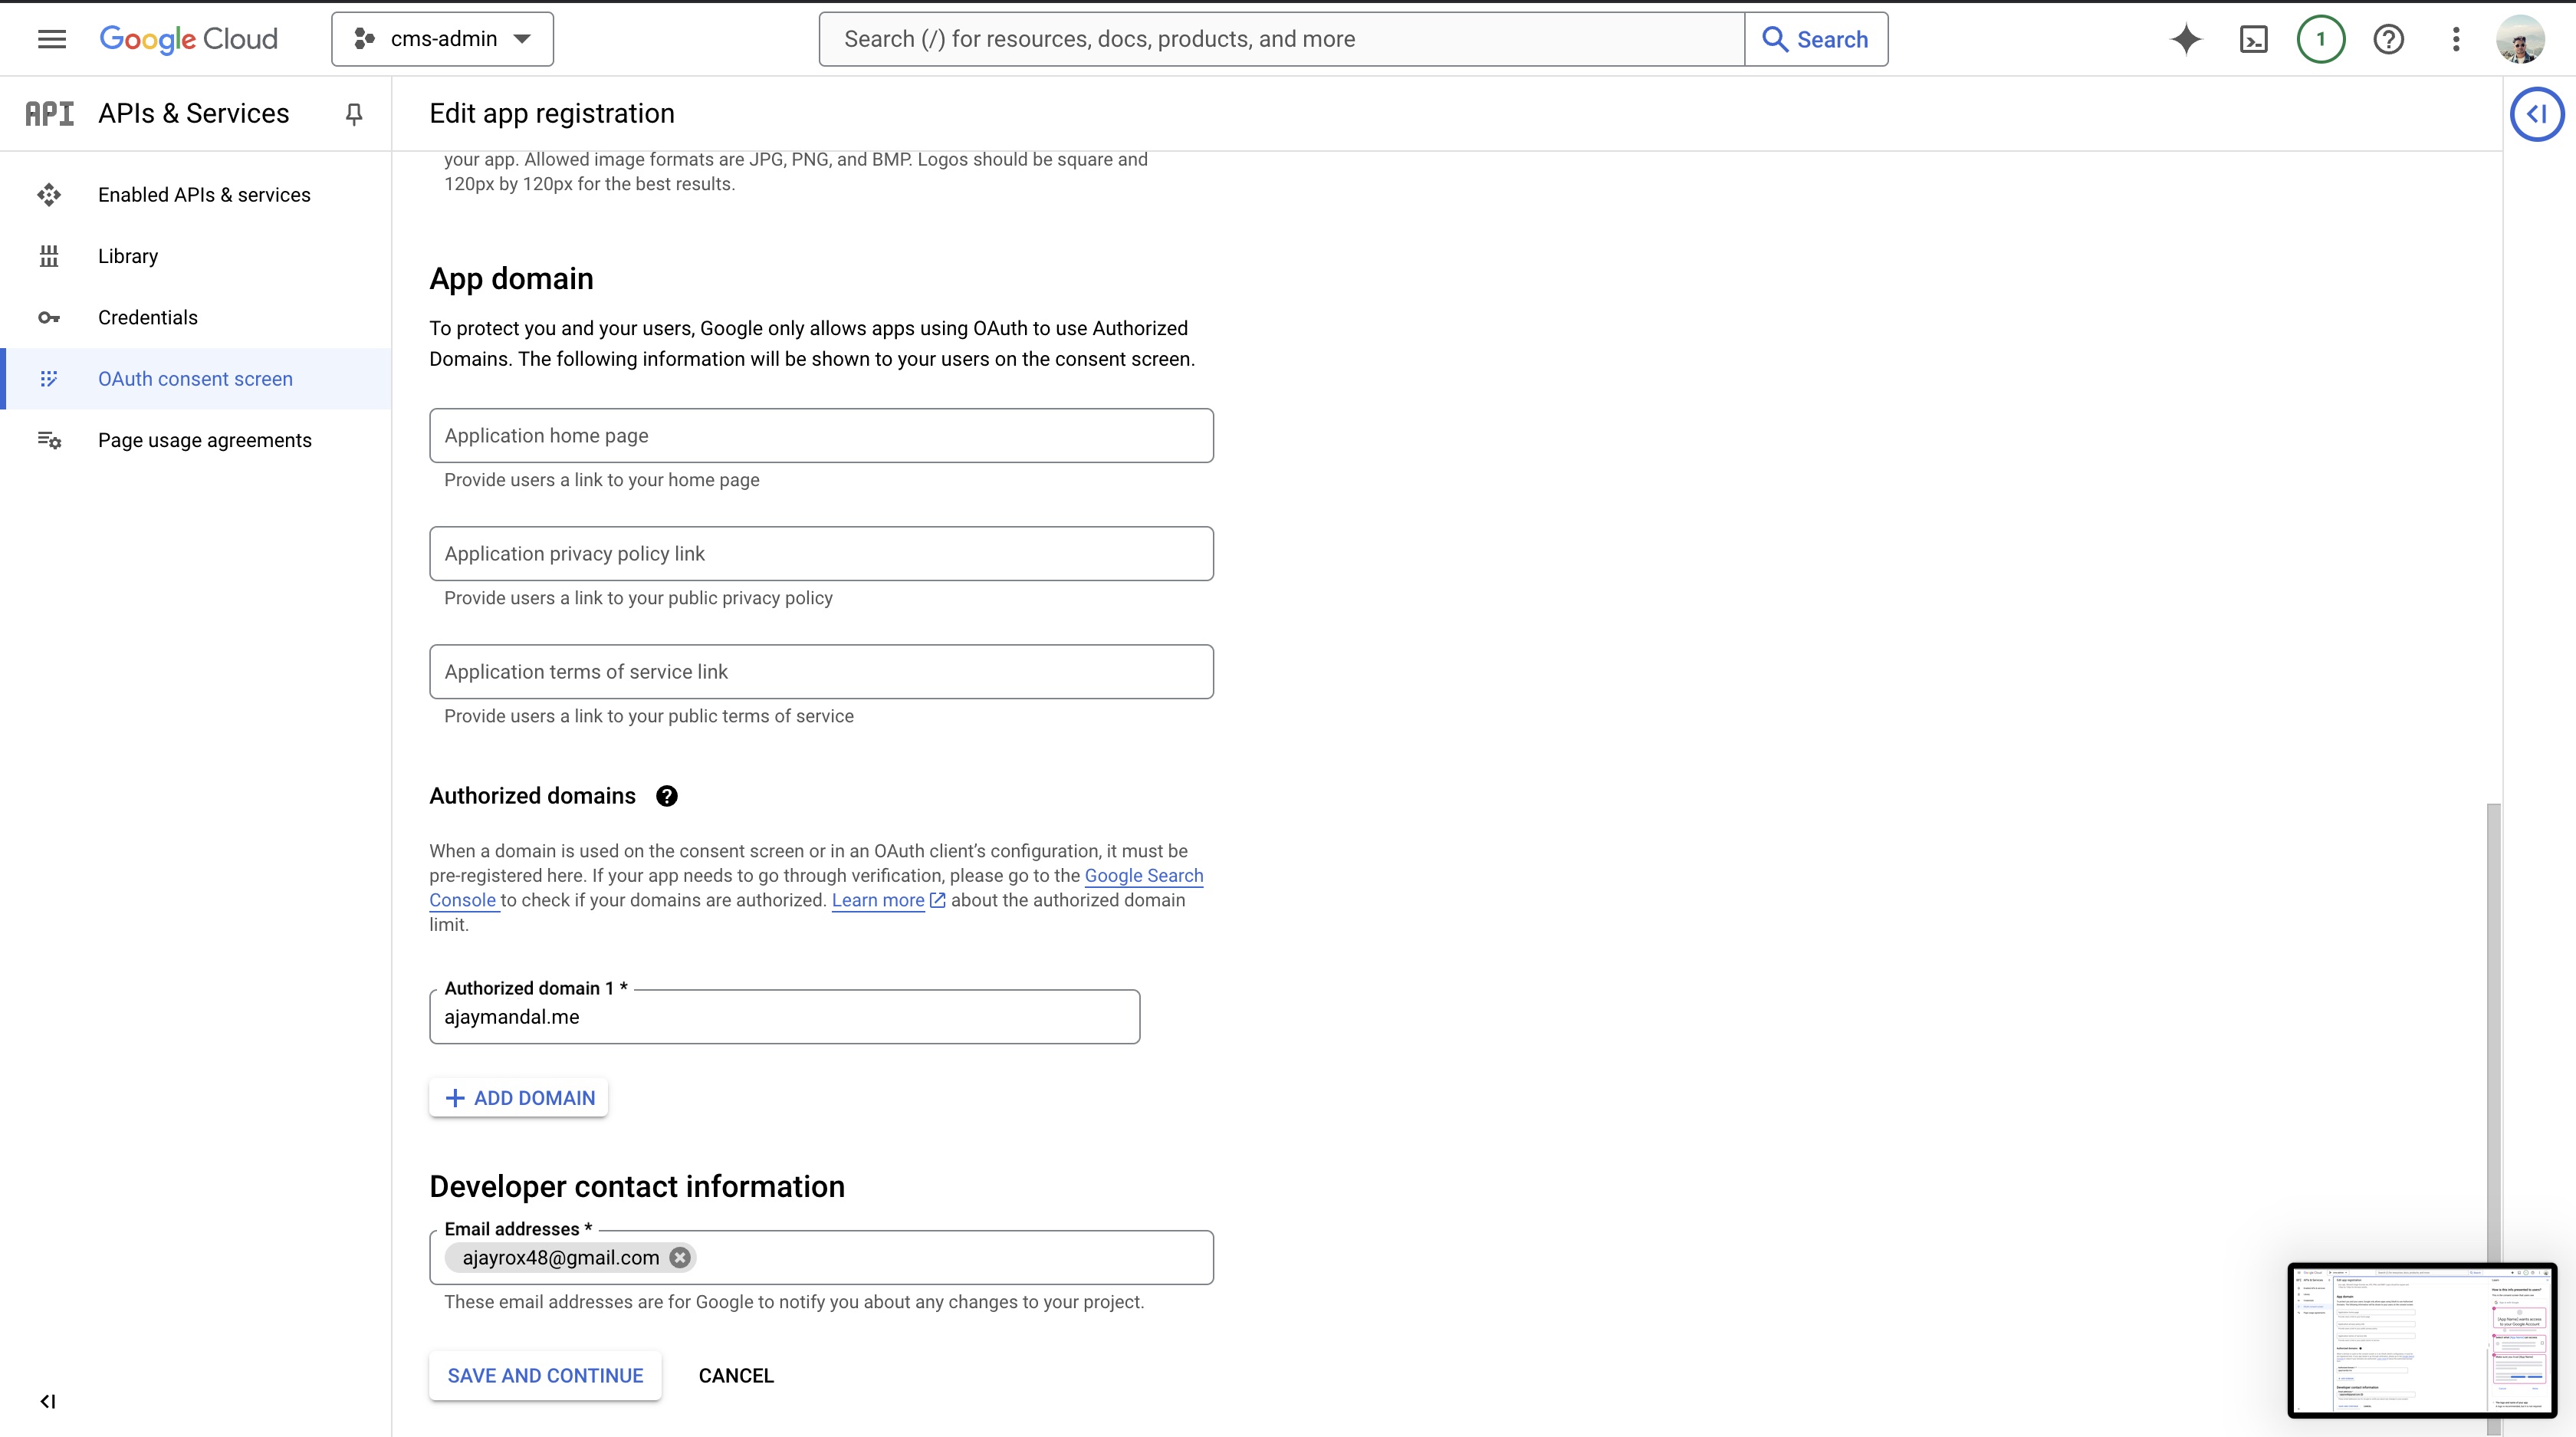 Google Cloud
cms-admin
Search (/) for resources, docs, products, and more
Search
1
API APIs & Services
Edit app registration
Enabled APIs & services
Library
Credentials
OAuth consent screen
Page usage agreements
your app. Allowed image formats are JPG, PNG, and BMP. Logos should be square and
120px by 120px for the best results.
App domain
To protect you and your users, Google only allows apps using OAuth to use Authorized
Domains. The following information will be shown to your users on the consent screen.
Application home page
Provide users a link to your home page
Application privacy policy link
Provide users a link to your public privacy policy
Application terms of service link
Provide users a link to your public terms of service
Authorized domains
When a domain is used on the consent screen or in an OAuth client’s configuration, it must be
pre-registered here. If your app needs to go through verification, please go to the Google Search
Console to check if your domains are authorized. Learn more about the authorized domain
limit.
Authorized domain 1 *
ajaymandal.me
+ ADD DOMAIN
Developer contact information
Email addresses *
ajayrox48@gmail.com
These email addresses are for Google to notify you about any changes to your project.
SAVE AND CONTINUE CANCEL